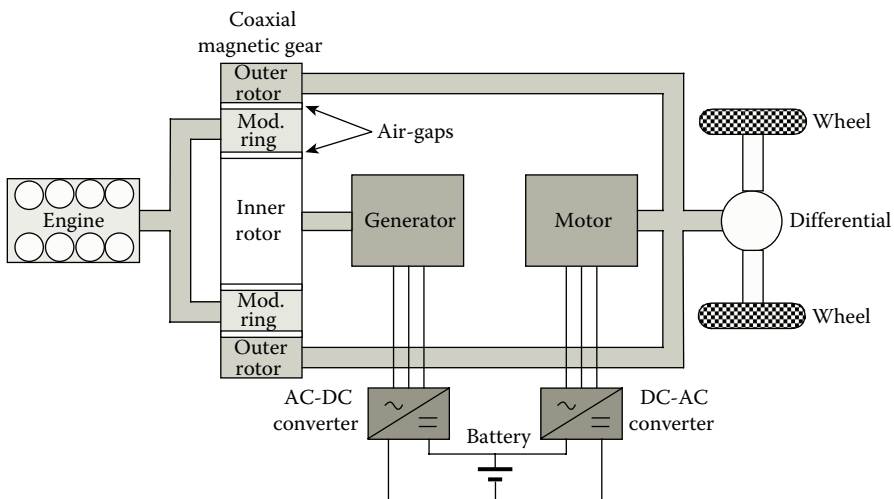 Coaxial
magnetic gear
Outer
rotor
Mod.
ring
Air-gaps
Wheel
Engine
Inner
rotor
Generator
Motor
Differential
Mod.
ring
Wheel
Outer
rotor
AC-DC
converter
DC-AC
converter
Battery